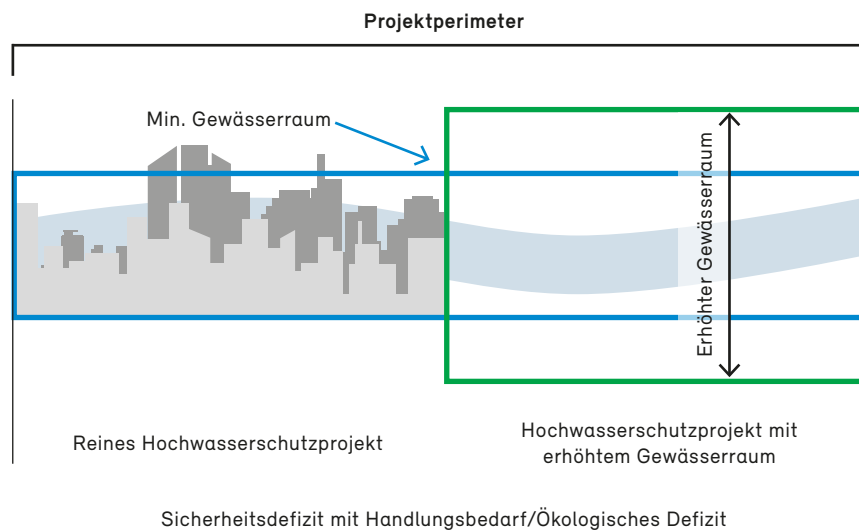 Projektperimeter
Min. Gewässerraum
Erhöhter Gewässerraum
Reines Hochwasserschutzprojekt
Hochwasserschutzprojekt mit
erhöhtem Gewässerraum
Sicherheitsdefizit mit Handlungsbedarf/Ökologisches Defizit